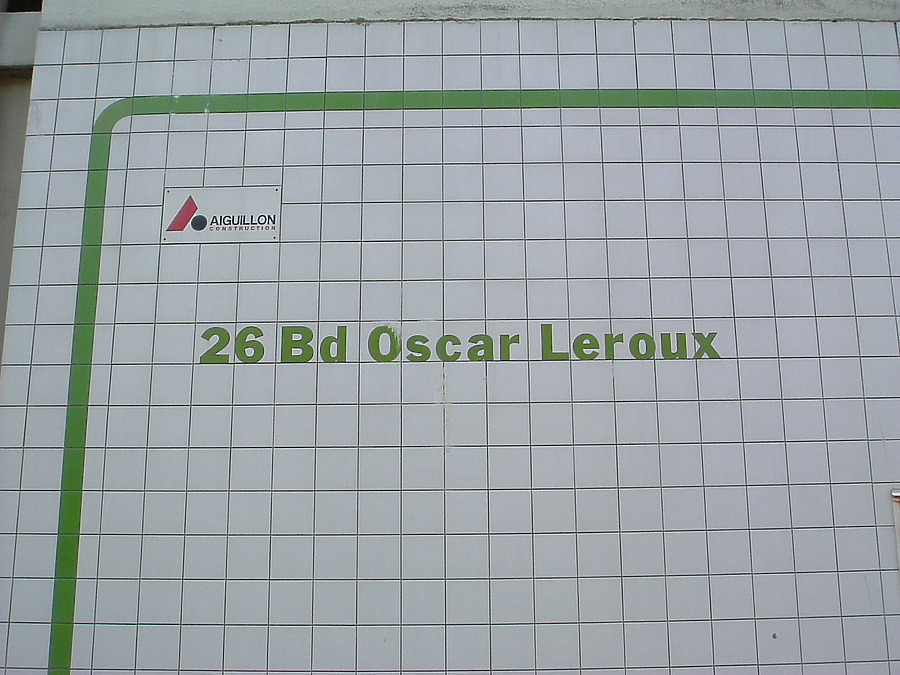 AIGUILLON
CONSTRUCTION
26 Bd Oscar Leroux